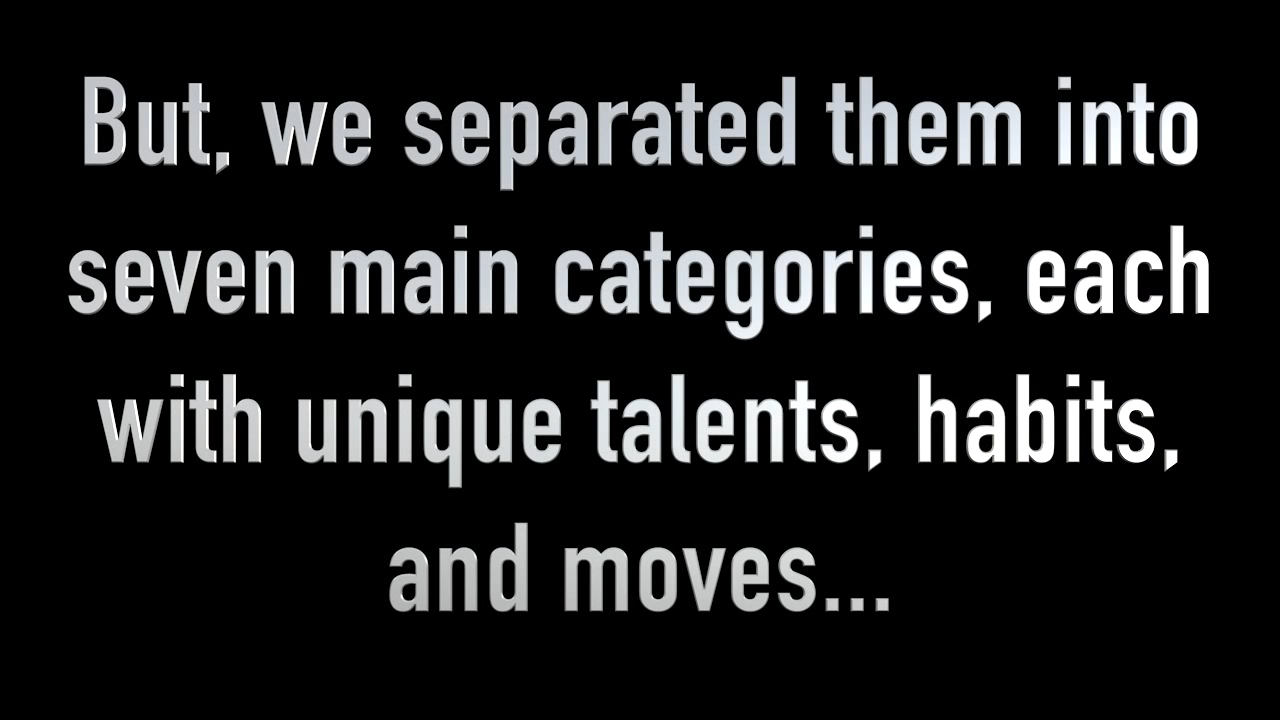 But, we separated them into
seven main categories, each
with unique talents, habits,
and moves...